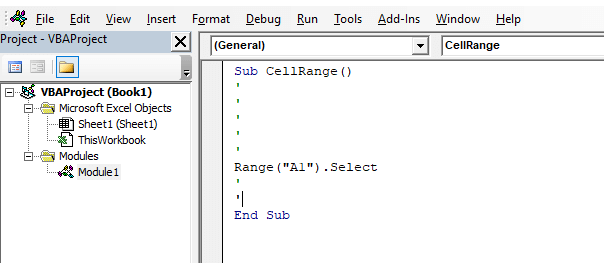 File Edit View Insert Format Debug Run Tools Add-Ins Window Help
Project - VBAProject
(General) CellRange
VBAProject (Book1)
Microsoft Excel Objects
Sheet1 (Sheet1)
ThisWorkbook
Modules
Module1
Sub CellRange()
'
'
'
'
'
Range("A1").Select
'
'
End Sub